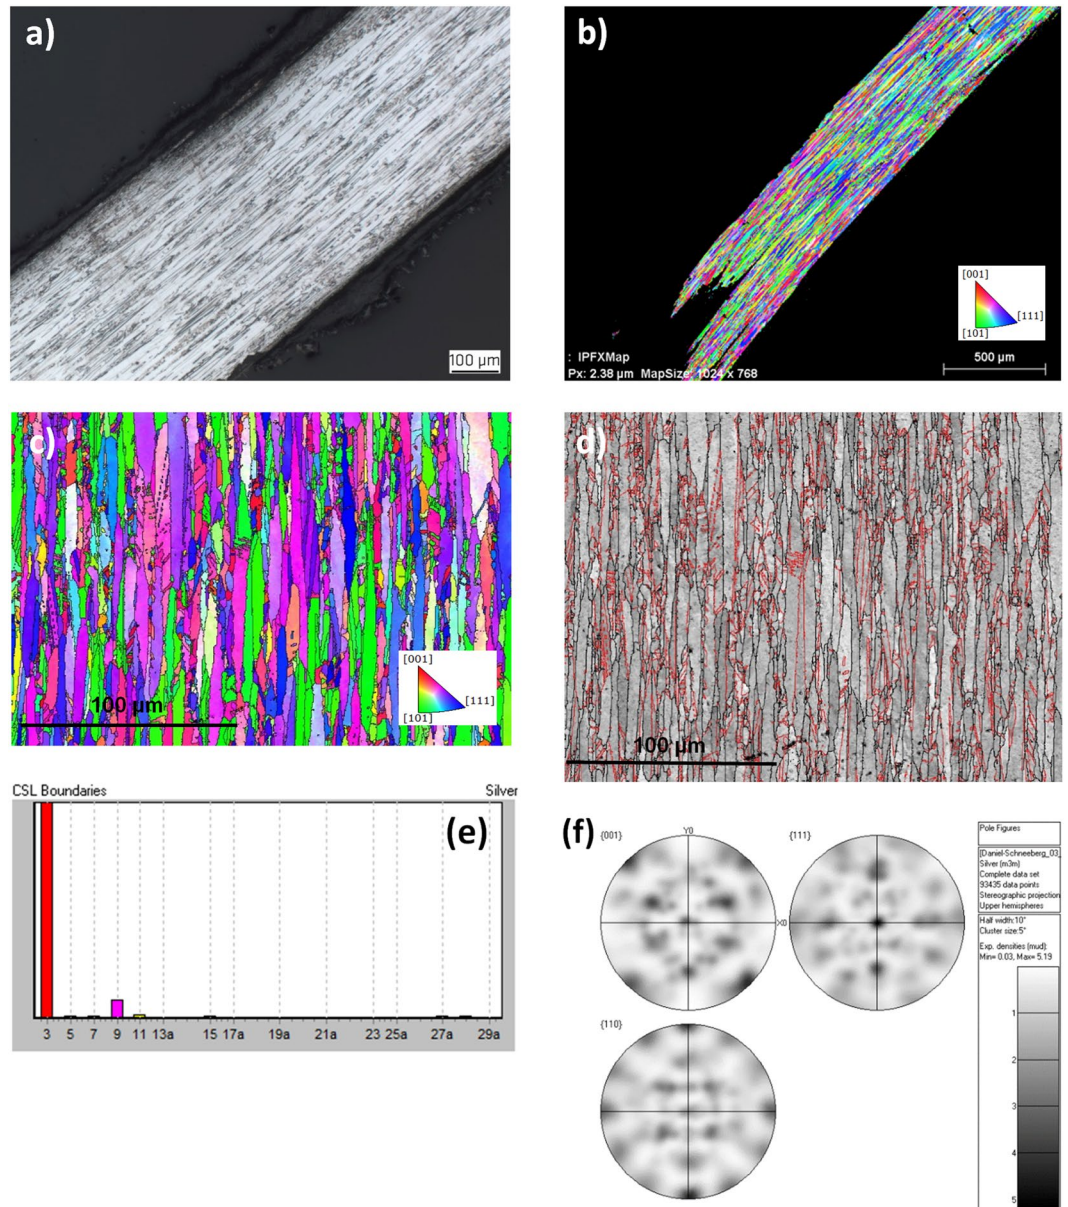 a)
100 µm
b)
[001]
[111]
[101]
: IPFXMap
Px: 2.38 µm MapSize: 1024 x 768
500 µm
c)
[001]
[111]
[101]
100 µm
d)
100 µm
CSL Boundaries
Silver
(e)
3 5 7 9 11 13a 15 17a 19a 21a 23 25a 27a 29a
(f)
{001}
Y0
X0
{111}
{110}
Pole Figures
[Daniel-Schneeberg_03_
Silver (m3m)
Complete data set
93435 data points
Stereographic projection
Upper hemispheres
Half width:10°
Cluster size:5°
Exp. densities (mud):
Min= 0.03, Max= 5.19
1
2
3
4
5